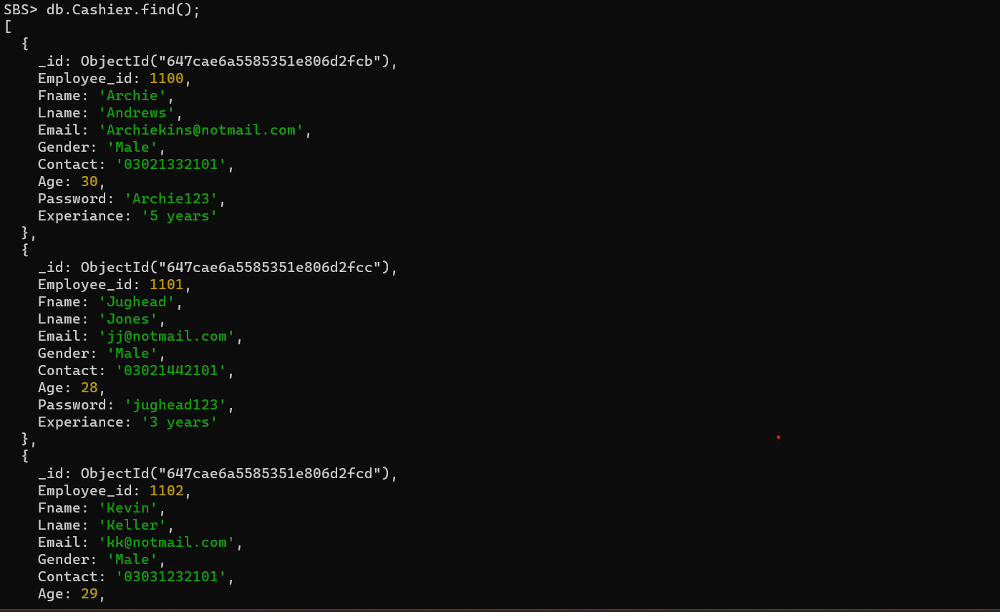 SBS> db.Cashier.find();
[
  {
    _id: ObjectId("647cae6a5585351e806d2fcb"),
    Employee_id: 1100,
    Fname: 'Archie',
    Lname: 'Andrews',
    Email: 'Archiekins@notmail.com',
    Gender: 'Male',
    Contact: '03021332101',
    Age: 30,
    Password: 'Archie123',
    Experiance: '5 years'
  },
  {
    _id: ObjectId("647cae6a5585351e806d2fcc"),
    Employee_id: 1101,
    Fname: 'Jughead',
    Lname: 'Jones',
    Email: 'jj@notmail.com',
    Gender: 'Male',
    Contact: '03021442101',
    Age: 28,
    Password: 'jughead123',
    Experiance: '3 years'
  },
  {
    _id: ObjectId("647cae6a5585351e806d2fcd"),
    Employee_id: 1102,
    Fname: 'Kevin',
    Lname: 'Keller',
    Email: 'kk@notmail.com',
    Gender: 'Male',
    Contact: '03031232101',
    Age: 29,